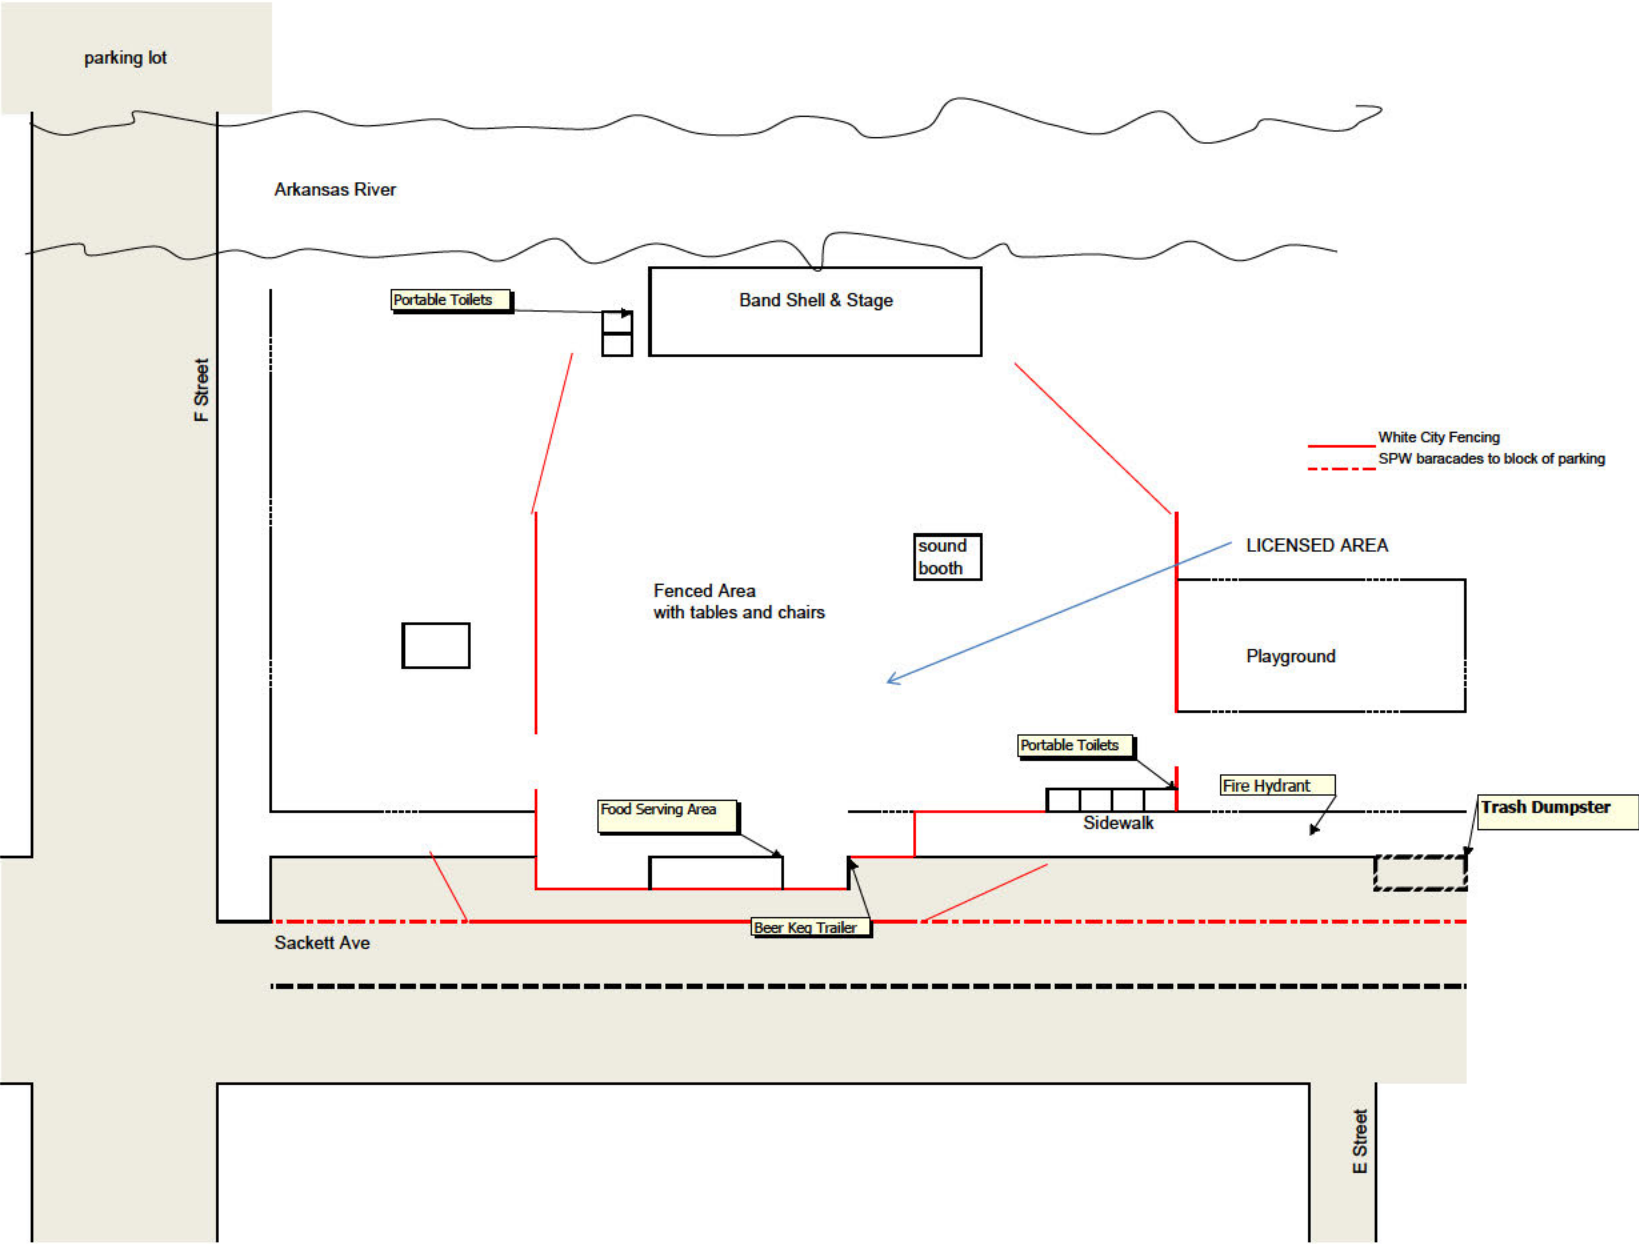 parking lot
Arkansas River
Portable Toilets
Band Shell & Stage
F Street
White City Fencing
SPW baracades to block of parking
sound
booth
LICENSED AREA
Fenced Area
with tables and chairs
Playground
Portable Toilets
Fire Hydrant
Food Serving Area
Trash Dumpster
Sidewalk
Beer Keg Trailer
Sackett Ave
E Street